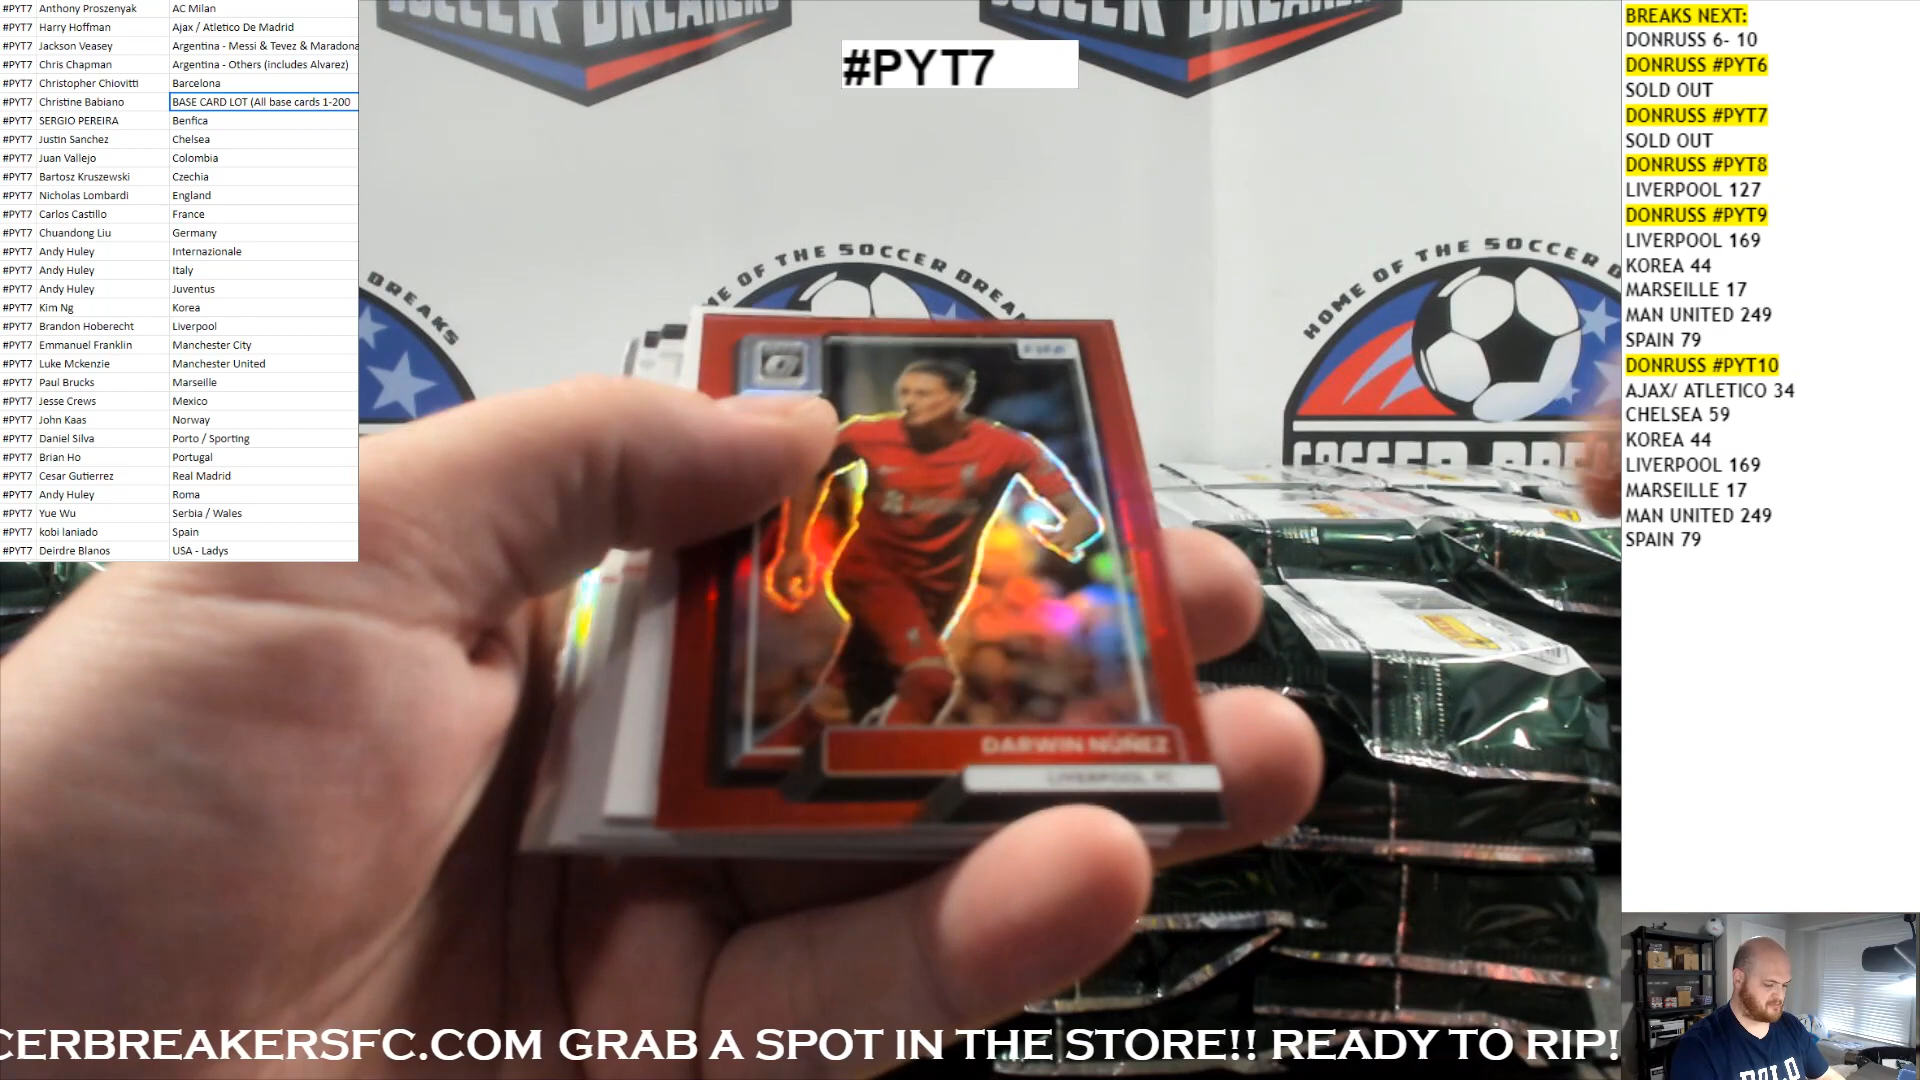 #PYT7 Anthony Proszenyak AC Milan
#PYT7 Harry Hoffman Ajax / Atletico De Madrid
#PYT7 Jackson Veasey Argentina - Messi & Tevez & Maradona
#PYT7 Chris Chapman Argentina - Others (includes Alvarez)
#PYT7 Christopher Chiovitti Barcelona
#PYT7 Christine Babiano BASE CARD LOT (All base cards 1-200
#PYT7 SERGIO PEREIRA Benfica
#PYT7 Justin Sanchez Chelsea
#PYT7 Juan Vallejo Colombia
#PYT7 Bartosz Kruszewski Czechia
#PYT7 Nicholas Lombardi England
#PYT7 Carlos Castillo France
#PYT7 Chuandong Liu Germany
#PYT7 Andy Huley Internazionale
#PYT7 Andy Huley Italy
#PYT7 Andy Huley Juventus
#PYT7 Kim Ng Korea
#PYT7 Brandon Hoberecht Liverpool
#PYT7 Emmanuel Franklin Manchester City
#PYT7 Luke Mckenzie Manchester United
#PYT7 Paul Brucks Marseille
#PYT7 Jesse Crews Mexico
#PYT7 John Kaas Norway
#PYT7 Daniel Silva Porto / Sporting
#PYT7 Brian Ho Portugal
#PYT7 Cesar Gutierrez Real Madrid
#PYT7 Andy Huley Roma
#PYT7 Yue Wu Serbia / Wales
#PYT7 kobi laniado Spain
#PYT7 Deirdre Blanos USA - Ladys
#PYT7
BREAKS
HOME OF THE SOCCER BREAKS
DARWIN NÚÑEZ
LIVERPOOL FC
BREAKS NEXT:
DONRUSS 6- 10
DONRUSS #PYT6
SOLD OUT
DONRUSS #PYT7
SOLD OUT
DONRUSS #PYT8
LIVERPOOL 127
DONRUSS #PYT9
LIVERPOOL 169
KOREA 44
MARSEILLE 17
MAN UNITED 249
SPAIN 79
DONRUSS #PYT10
AJAX/ ATLETICO 34
CHELSEA 59
KOREA 44
LIVERPOOL 169
MARSEILLE 17
MAN UNITED 249
SPAIN 79
CERBREAKERSFC.COM GRAB A SPOT IN THE STORE!! READY TO RIP!